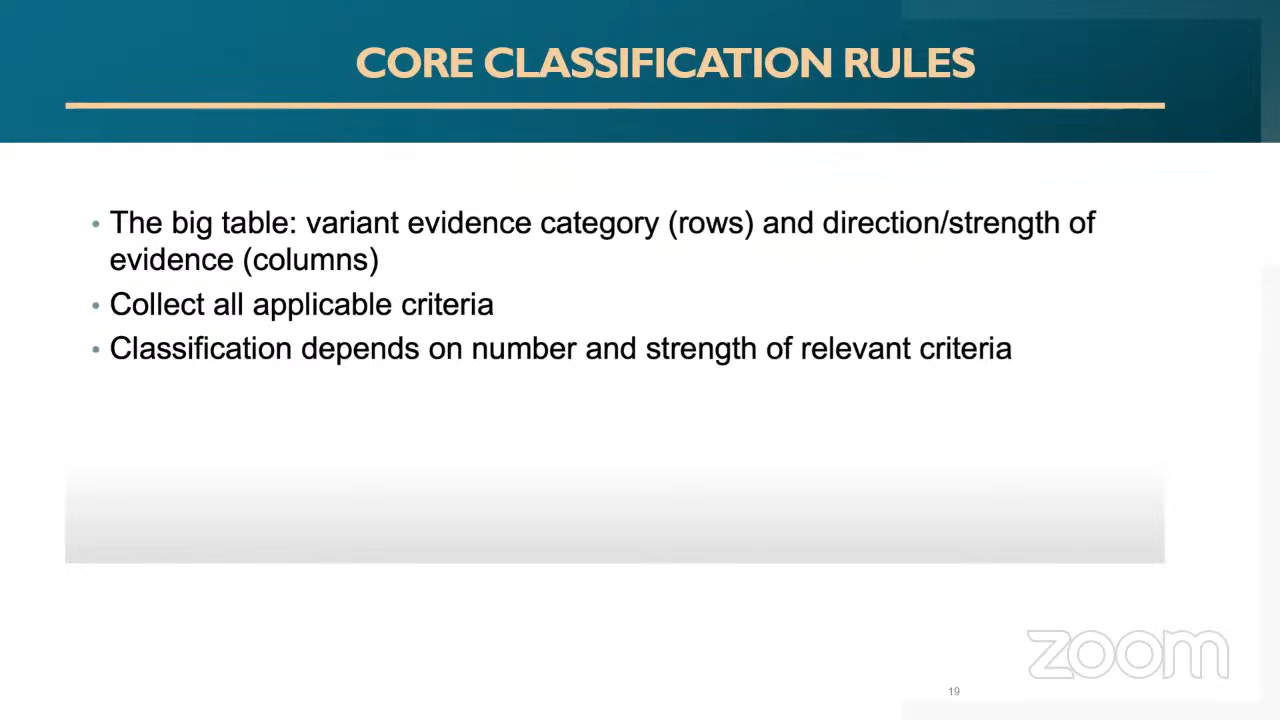 CORE CLASSIFICATION RULES
• The big table: variant evidence category (rows) and direction/strength of
evidence (columns)
• Collect all applicable criteria
• Classification depends on number and strength of relevant criteria
zoom
19